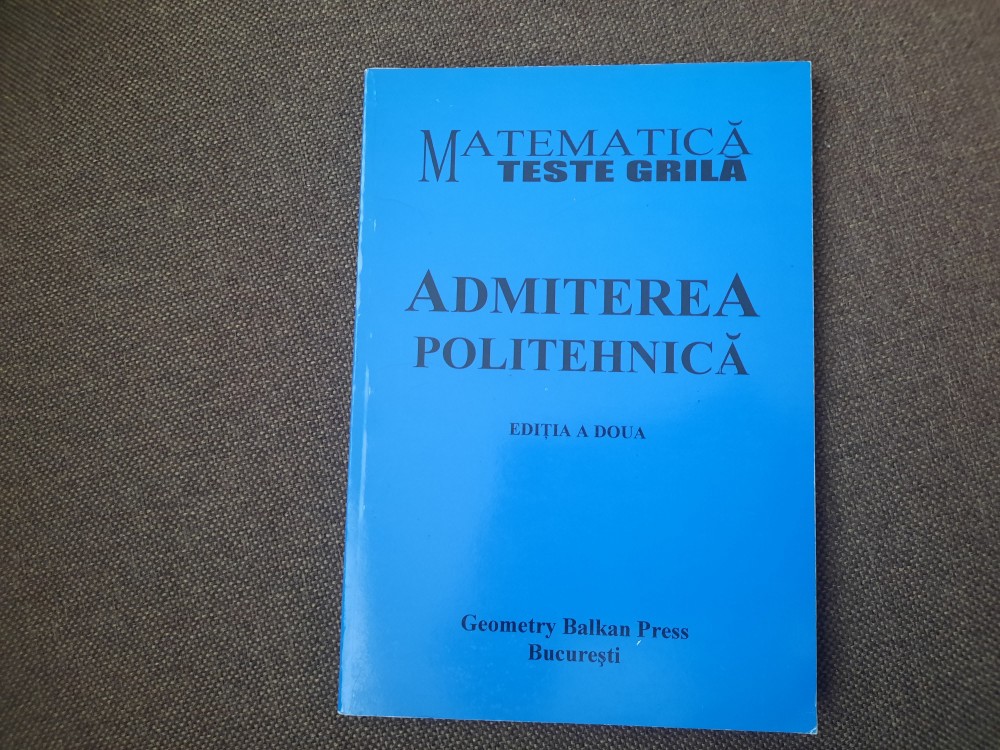 MATEMATICĂ
TESTE GRILĂ
ADMITEREA
POLITEHNICĂ
EDIȚIA A DOUA
Geometry Balkan Press
București